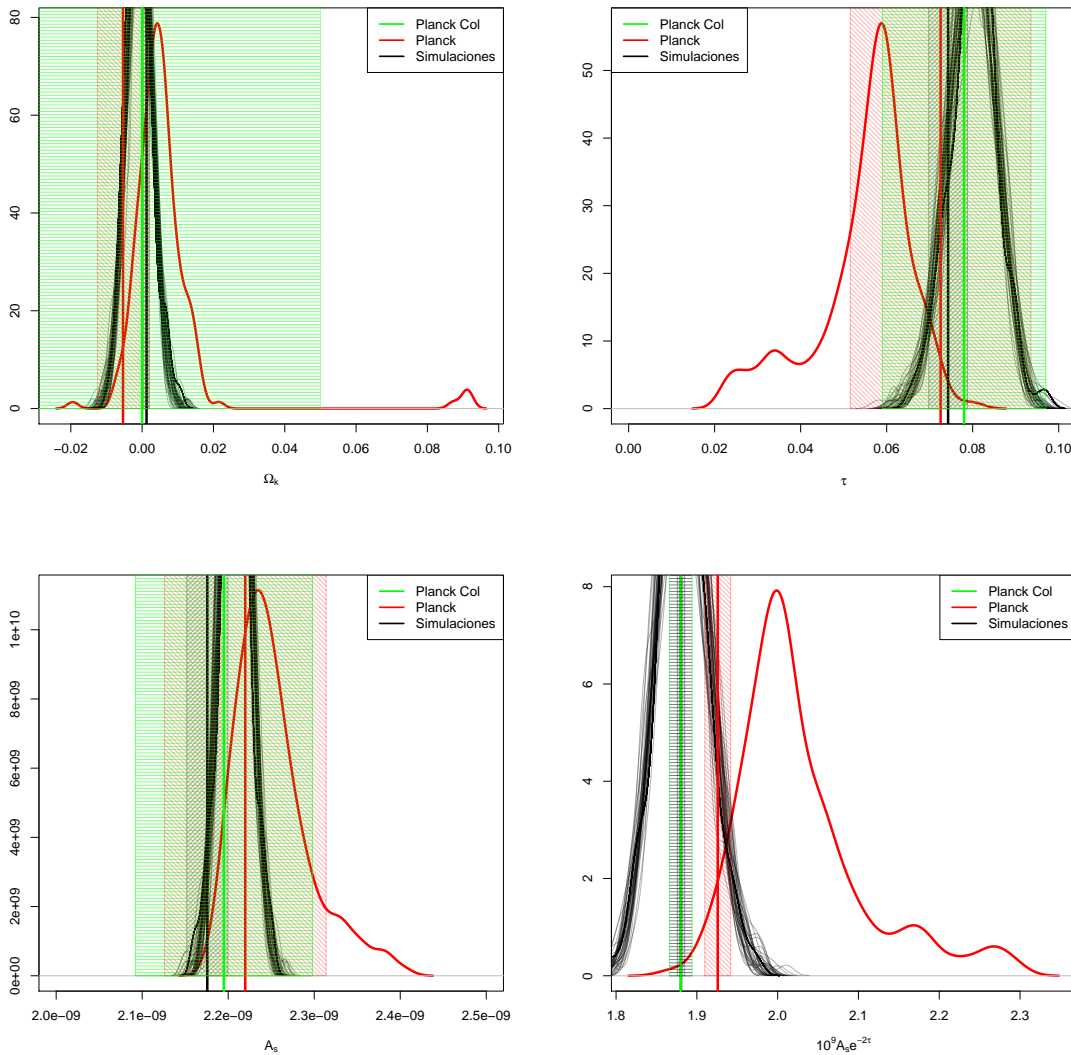 0 20 40 60 80
−0.02 0.00 0.02 0.04 0.06 0.08 0.10
Ωk
Planck Col
Planck
Simulaciones
0 10 20 30 40 50
0.00 0.02 0.04 0.06 0.08 0.10
τ
Planck Col
Planck
Simulaciones
0e+00 2e+09 4e+09 6e+09 8e+09 1e+10
2.0e−09 2.1e−09 2.2e−09 2.3e−09 2.4e−09 2.5e−09
As
Planck Col
Planck
Simulaciones
0 2 4 6 8
1.8 1.9 2.0 2.1 2.2 2.3
10⁹Ase⁻²τ
Planck Col
Planck
Simulaciones